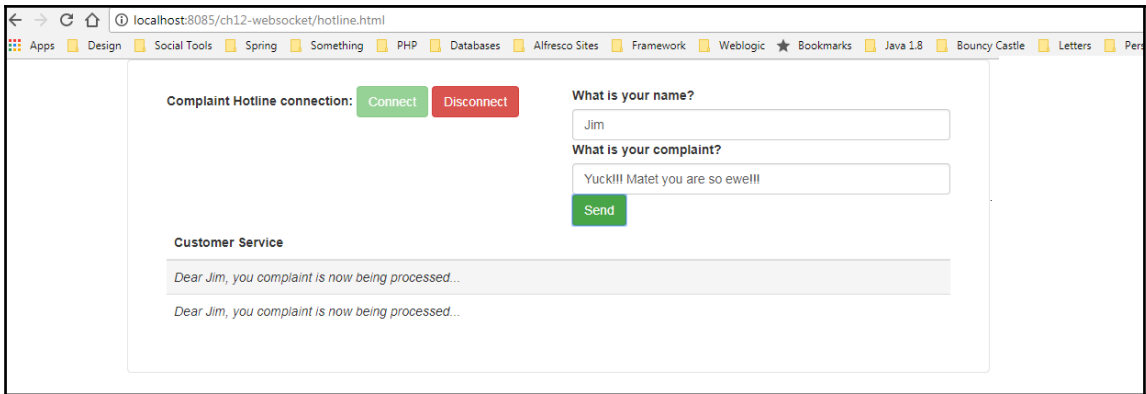 localhost:8085/ch12-websocket/hotline.html
Apps Design Social Tools Spring Something PHP Databases Alfresco Sites Framework Weblogic Bookmarks Java 1.8 Bouncy Castle Letters Pers
Complaint Hotline connection: Connect Disconnect
What is your name?
Jim
What is your complaint?
Yuck!!! Matet you are so ewe!!!
Send
Customer Service
Dear Jim, you complaint is now being processed...
Dear Jim, you complaint is now being processed...